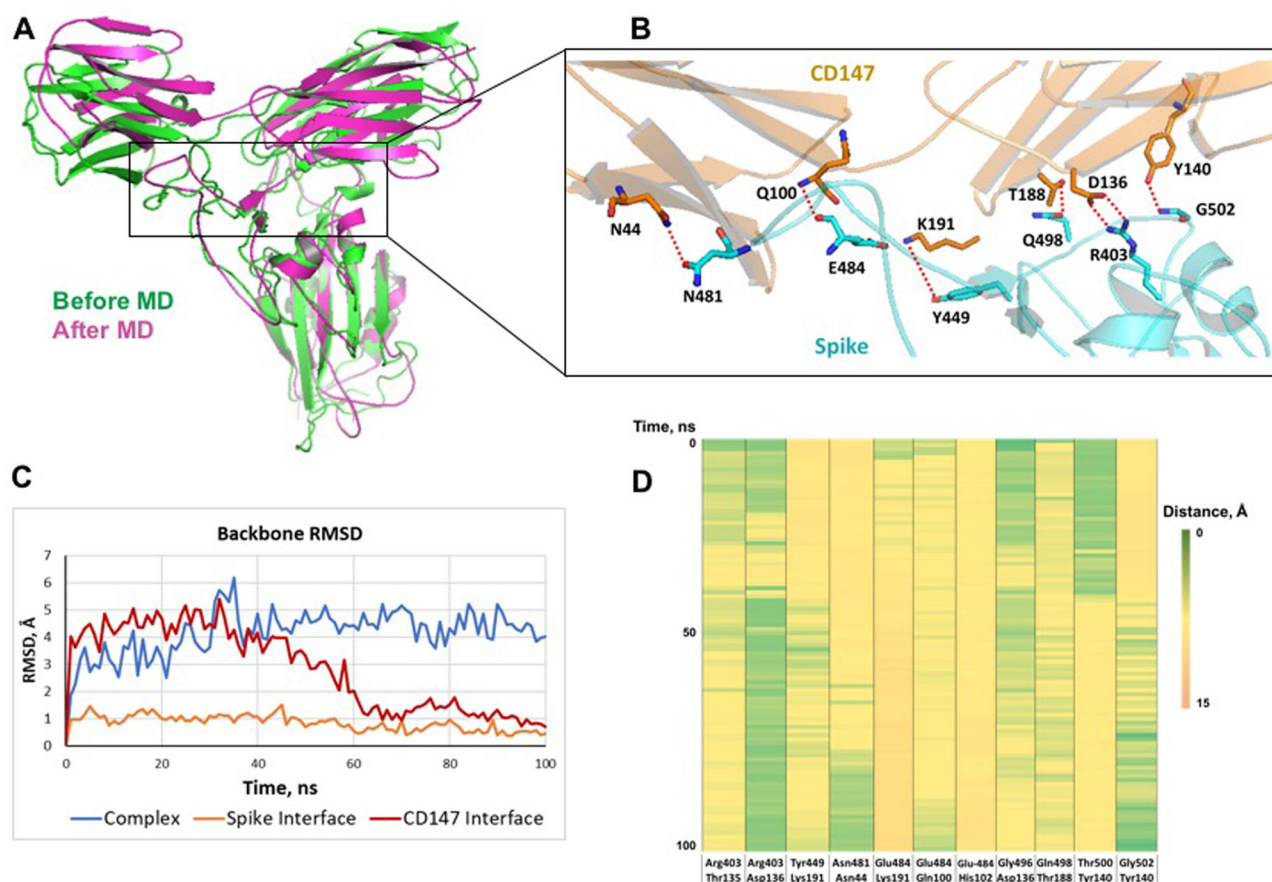 A
B
CD147
Y140
D136
T188
Q100
G502
K191
N44
Q498
R403
E484
N481
Y449
Spike
Before MD
After MD
C
Backbone RMSD
RMSD, Å
7
6
5
4
3
2
1
0
0 20 40 60 80 100
Time, ns
Complex Spike Interface CD147 Interface
D
Time, ns
0
50
100
Distance, Å
0
15
Arg403 Arg403 Tyr449 Asn481 Glu484 Glu484 Glu-484 Gly496 Gln498 Thr500 Gly502
Thr135 Asp136 Lys191 Asn44 Lys191 Gln100 His102 Asp136 Thr188 Tyr140 Tyr140